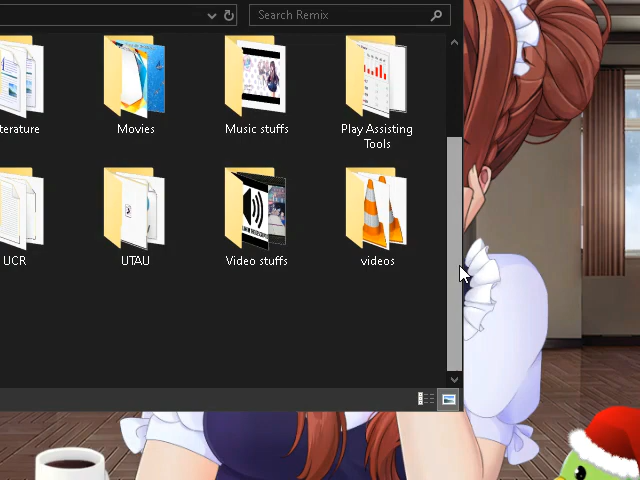 Search Remix
terature
Movies
Music stuffs
Play Assisting
Tools
UCR
UTAU
Video stuffs
videos